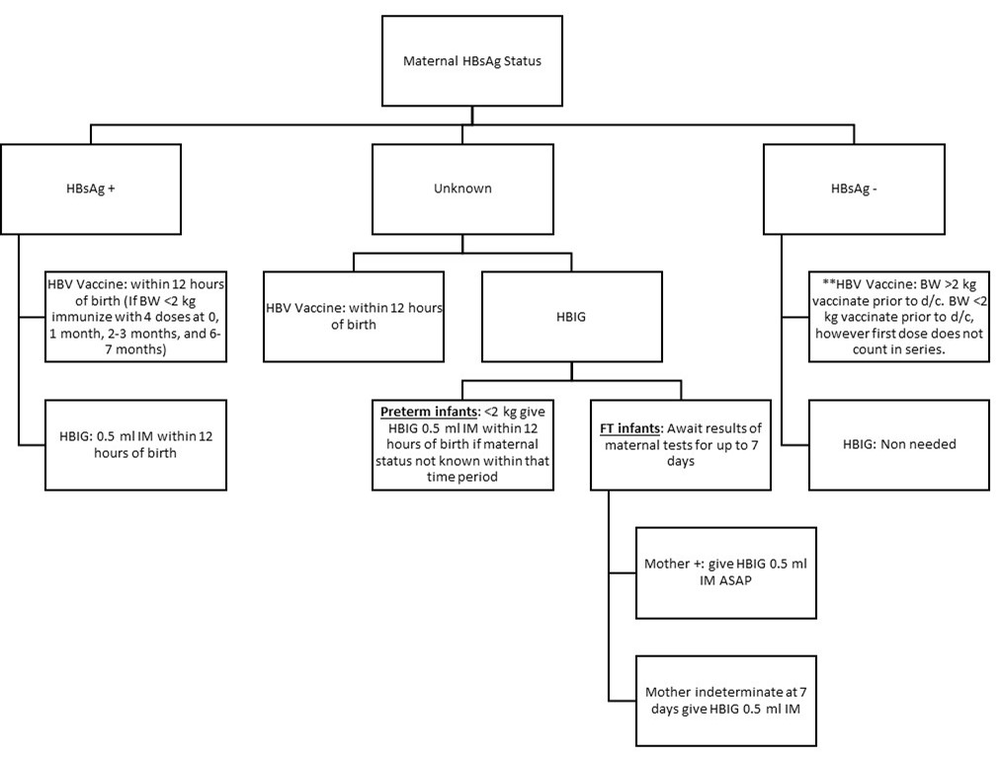 Maternal HBsAg Status
HBsAg +
Unknown
HBsAg -
HBV Vaccine: within 12 hours
of birth (If BW <2 kg
immunize with 4 doses at 0,
1 month, 2-3 months, and 6-
7 months)
HBV Vaccine: within 12 hours
of birth
HBIG
**HBV Vaccine: BW >2 kg
vaccinate prior to d/c. BW <2
kg vaccinate prior to d/c,
however first dose does not
count in series.
HBIG: 0.5 ml IM within 12
hours of birth
Preterm infants: <2 kg give
HBIG 0.5 ml IM within 12
hours of birth if maternal
status not known within that
time period
FT infants: Await results of
maternal tests for up to 7
days
HBIG: Non needed
Mother +: give HBIG 0.5 ml
IM ASAP
Mother indeterminate at 7
days give HBIG 0.5 ml IM